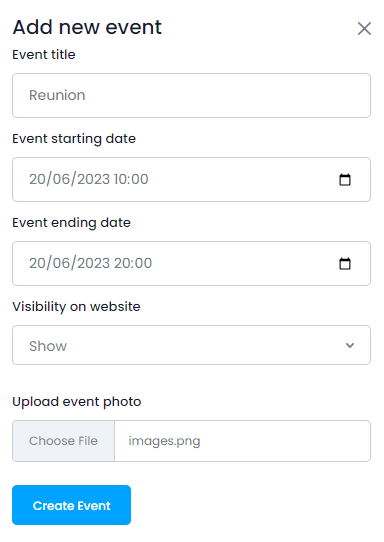 Add new event
Event title
Reunion
Event starting date
20/06/2023 10:00
Event ending date
20/06/2023 20:00
Visibility on website
Show
Upload event photo
Choose File images.png
Create Event